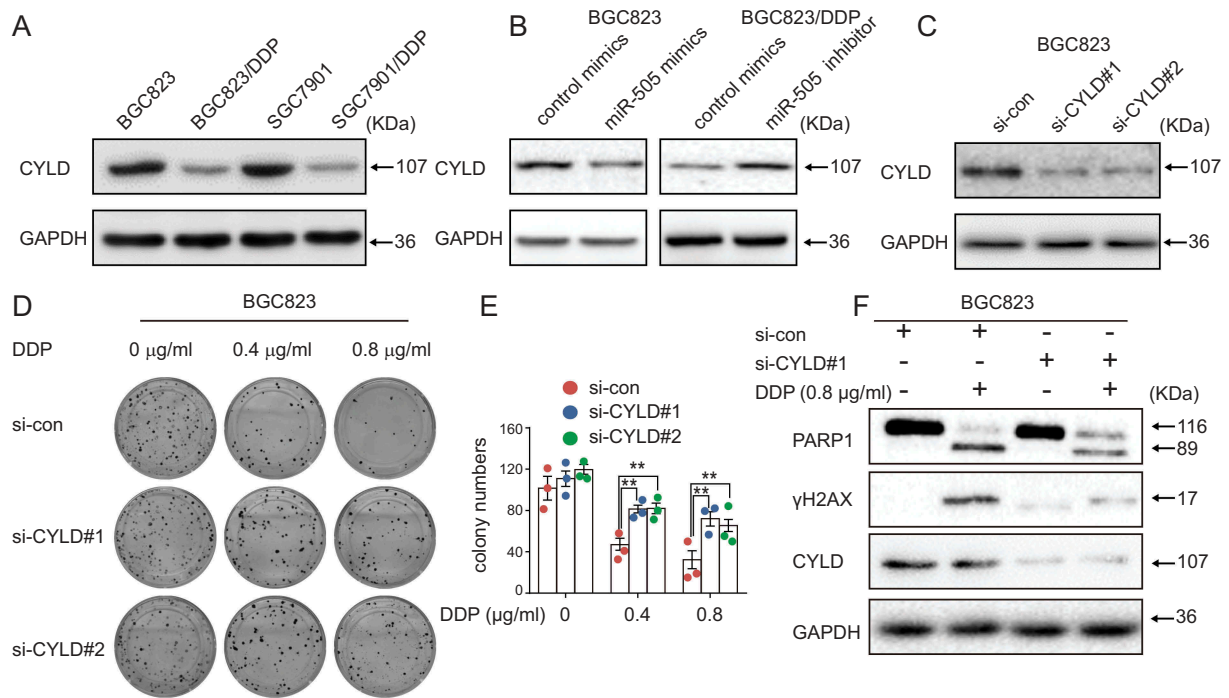 A
BGC823
BGC823/DDP
SGC7901
SGC7901/DDP
(KDa)
CYLD
107
GAPDH
36
B
BGC823
BGC823/DDP
control mimics
miR-505 mimics
control mimics
miR-505 inhibitor
(KDa)
CYLD
107
GAPDH
36
C
BGC823
si-con
si-CYLD#1
si-CYLD#2
(KDa)
CYLD
107
GAPDH
36
D
BGC823
DDP 0 μg/ml 0.4 μg/ml 0.8 μg/ml
si-con
si-CYLD#1
si-CYLD#2
E
si-con
si-CYLD#1
si-CYLD#2
colony numbers
160
120
80
40
0
**
**
**
**
DDP (μg/ml) 0 0.4 0.8
F
BGC823
si-con + + - -
si-CYLD#1 - - + +
DDP (0.8 μg/ml) - + - + (KDa)
PARP1
116
89
γH2AX
17
CYLD
107
36
GAPDH